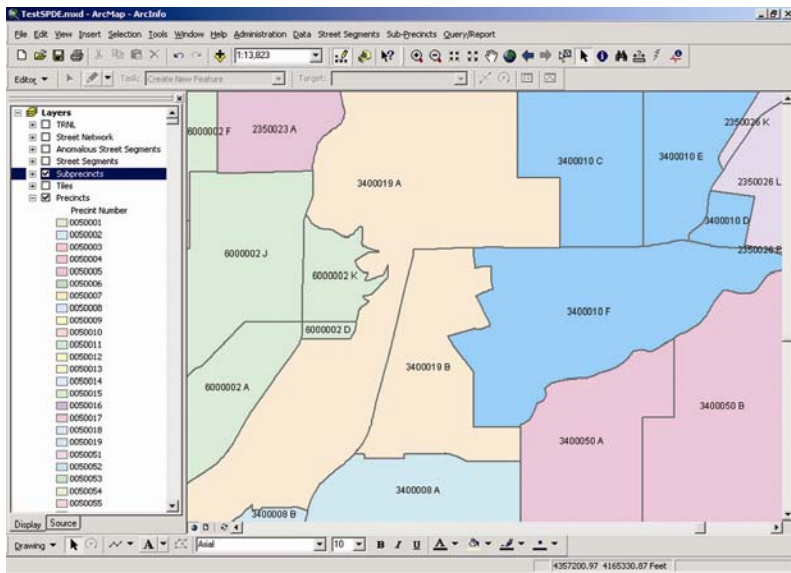 TestSPDE.mxd - ArcMap - ArcInfo
File Edit View Insert Selection Tools Window Help Administration Data Street Segments Sub-Precincts Query/Report
1:13,823
Editor Task: Create New Feature Target:
Layers
TRNL
Street Network
Anomalous Street Segments
Street Segments
Subprecincts
Tiles
Precincts
Precint Number
0050001
0050002
0050003
0050004
0050005
0050006
0050007
0050008
0050009
0050010
0050011
0050012
0050013
0050014
0050015
0050016
0050017
0050018
0050019
0050051
0050052
0050053
0050054
0050055
Display Source
6000002 F
2350023 A
3400019 A
3400010 C
3400010 E
2350026 K
2350026 L
3400010 D
6000002 J
6000002 K
3400010 F
6000002 D
6000002 A
3400019 B
3400050 B
3400050 A
3400008 A
3400008 B
Drawing A Arial 10 B I U A
4357200.97 4165330.87 Feet